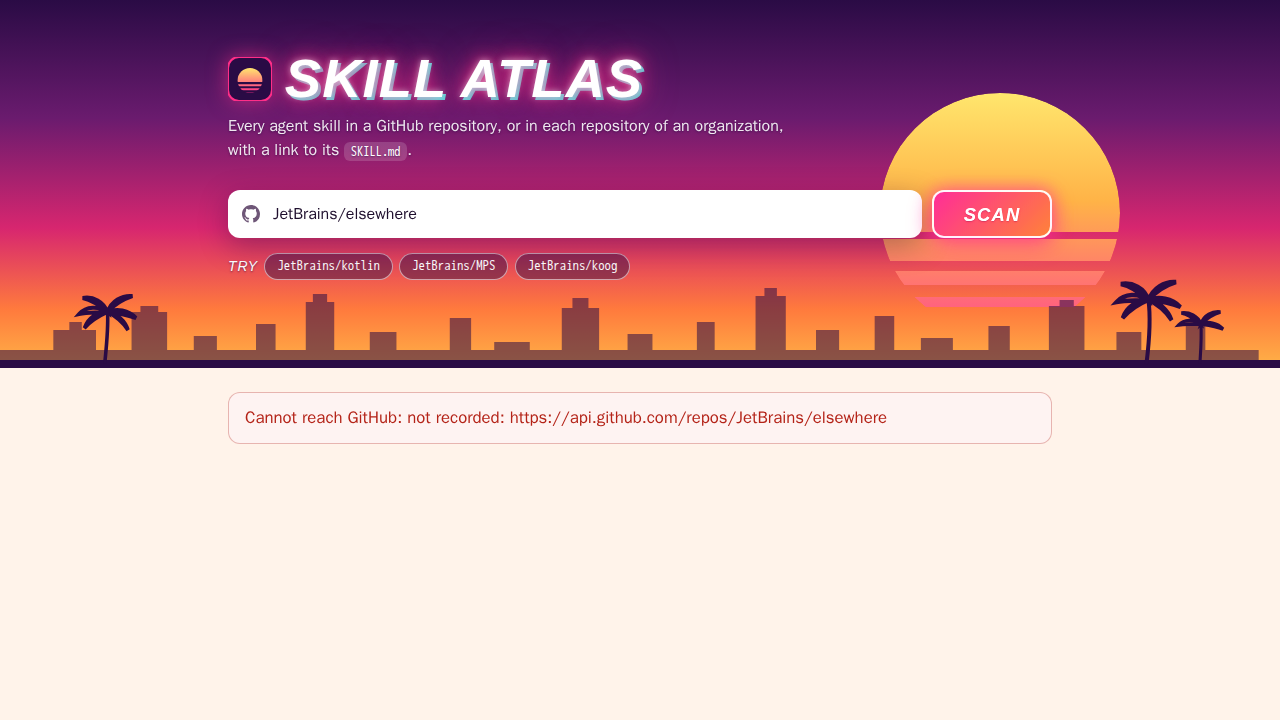 SKILL ATLAS
Every agent skill in a GitHub repository, or in each repository of an organization,
with a link to its SKILL.md.
JetBrains/elsewhere
SCAN
TRY JetBrains/kotlin JetBrains/MPS JetBrains/koog
Cannot reach GitHub: not recorded: https://api.github.com/repos/JetBrains/elsewhere